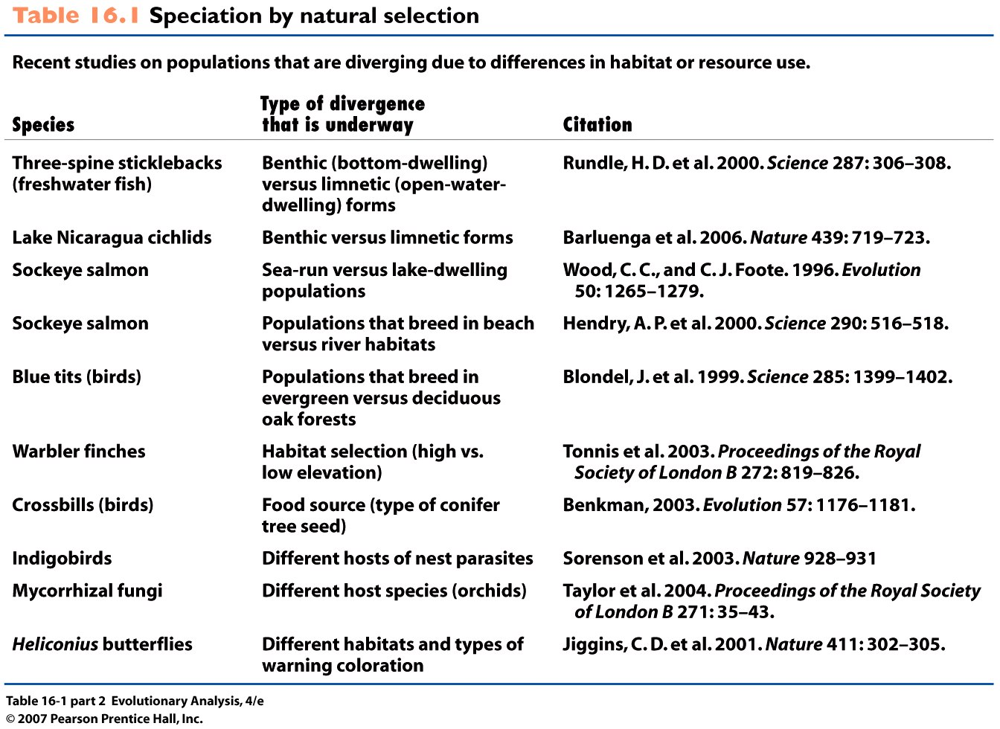 Table 16.1 Speciation by natural selection
Recent studies on populations that are diverging due to differences in habitat or resource use.
Species
Type of divergence
that is underway
Citation
Three-spine sticklebacks
(freshwater fish)
Benthic (bottom-dwelling)
versus limnetic (open-water-
dwelling) forms
Rundle, H. D. et al. 2000. Science 287: 306–308.
Lake Nicaragua cichlids
Benthic versus limnetic forms
Barluenga et al. 2006. Nature 439: 719–723.
Sockeye salmon
Sea-run versus lake-dwelling
populations
Wood, C. C., and C. J. Foote. 1996. Evolution
50: 1265–1279.
Sockeye salmon
Populations that breed in beach
versus river habitats
Hendry, A. P. et al. 2000. Science 290: 516–518.
Blue tits (birds)
Populations that breed in
evergreen versus deciduous
oak forests
Blondel, J. et al. 1999. Science 285: 1399–1402.
Warbler finches
Habitat selection (high vs.
low elevation)
Tonnis et al. 2003. Proceedings of the Royal
Society of London B 272: 819–826.
Crossbills (birds)
Food source (type of conifer
tree seed)
Benkman, 2003. Evolution 57: 1176–1181.
Indigobirds
Different hosts of nest parasites
Sorenson et al. 2003. Nature 928–931
Mycorrhizal fungi
Different host species (orchids)
Taylor et al. 2004. Proceedings of the Royal Society
of London B 271: 35–43.
Heliconius butterflies
Different habitats and types of
warning coloration
Jiggins, C. D. et al. 2001. Nature 411: 302–305.
Table 16-1 part 2 Evolutionary Analysis, 4/e
© 2007 Pearson Prentice Hall, Inc.